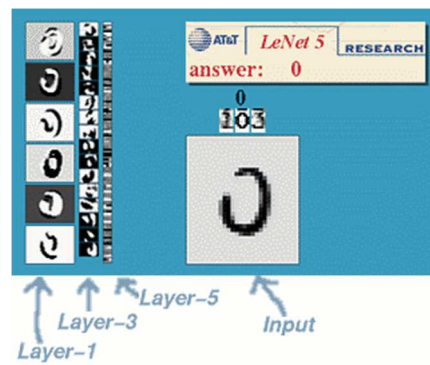 AT&T LeNet 5 RESEARCH
answer: 0
0
103
Layer-5
Layer-3
Input
Layer-1